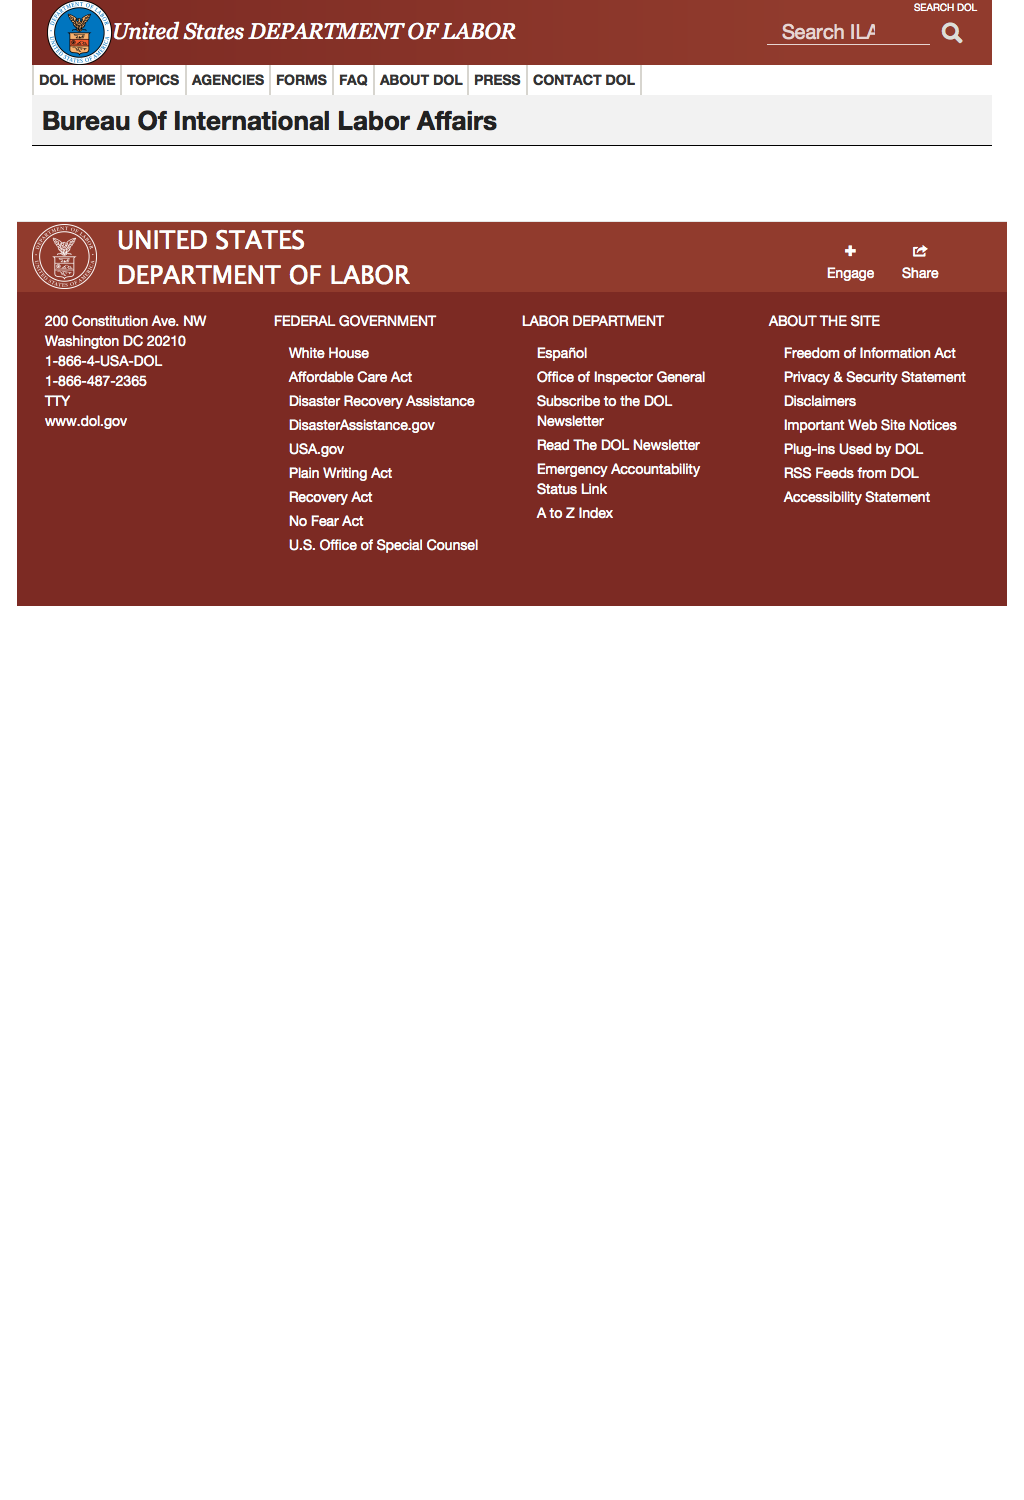 SEARCH DOL
United States DEPARTMENT OF LABOR
Search ILA
DOL HOME TOPICS AGENCIES FORMS FAQ ABOUT DOL PRESS CONTACT DOL
Bureau Of International Labor Affairs
UNITED STATES
DEPARTMENT OF LABOR
Engage Share
200 Constitution Ave. NW
Washington DC 20210
1-866-4-USA-DOL
1-866-487-2365
TTY
www.dol.gov
FEDERAL GOVERNMENT
White House
Affordable Care Act
Disaster Recovery Assistance
DisasterAssistance.gov
USA.gov
Plain Writing Act
Recovery Act
No Fear Act
U.S. Office of Special Counsel
LABOR DEPARTMENT
Español
Office of Inspector General
Subscribe to the DOL
Newsletter
Read The DOL Newsletter
Emergency Accountability
Status Link
A to Z Index
ABOUT THE SITE
Freedom of Information Act
Privacy & Security Statement
Disclaimers
Important Web Site Notices
Plug-ins Used by DOL
RSS Feeds from DOL
Accessibility Statement